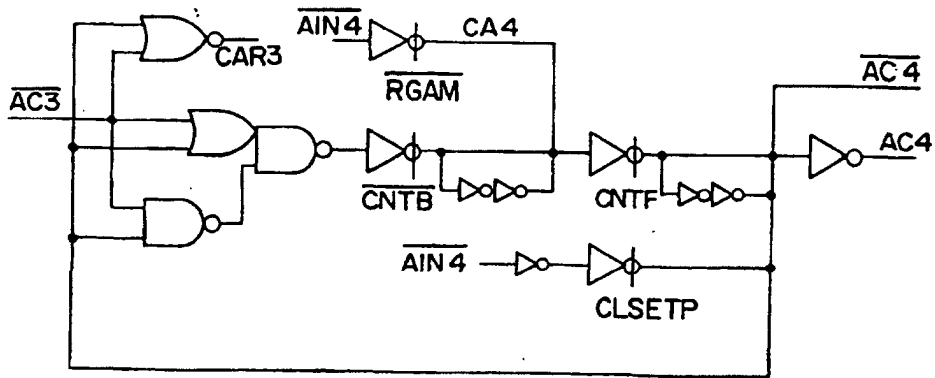 AIN4
CA4
CAR3
RGAM
AC3
AC4
AC4
CNTB
CNTF
AIN4
CLSETP